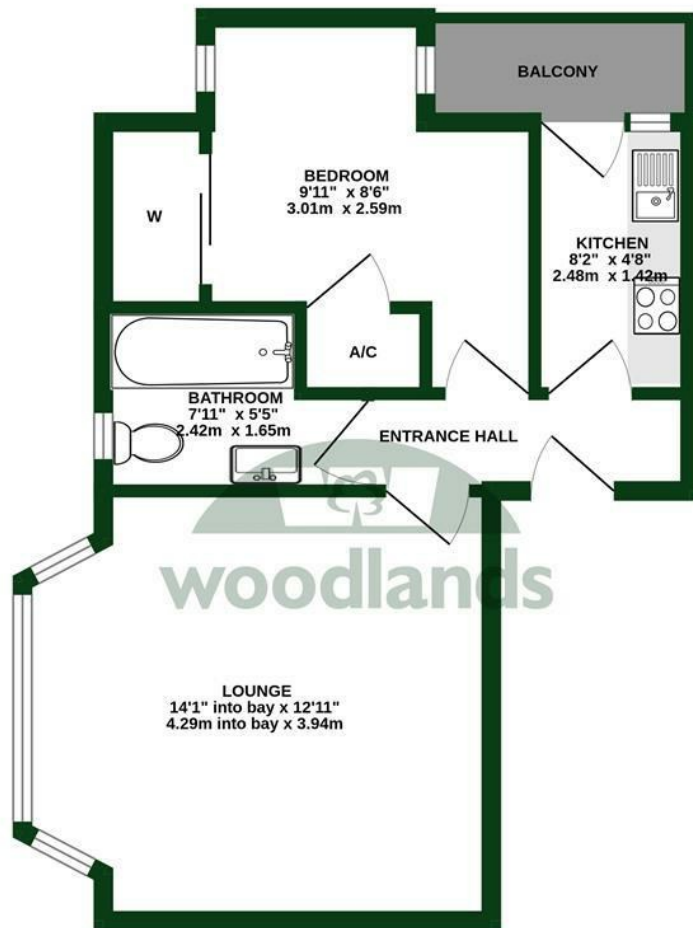 BALCONY
BEDROOM
9'11" x 8'6"
3.01m x 2.59m
W
KITCHEN
8'2" x 4'8"
2.48m x 1.42m
A/C
BATHROOM
7'11" x 5'5"
2.42m x 1.65m
ENTRANCE HALL
woodlands
LOUNGE
14'1" into bay x 12'11"
4.29m into bay x 3.94m